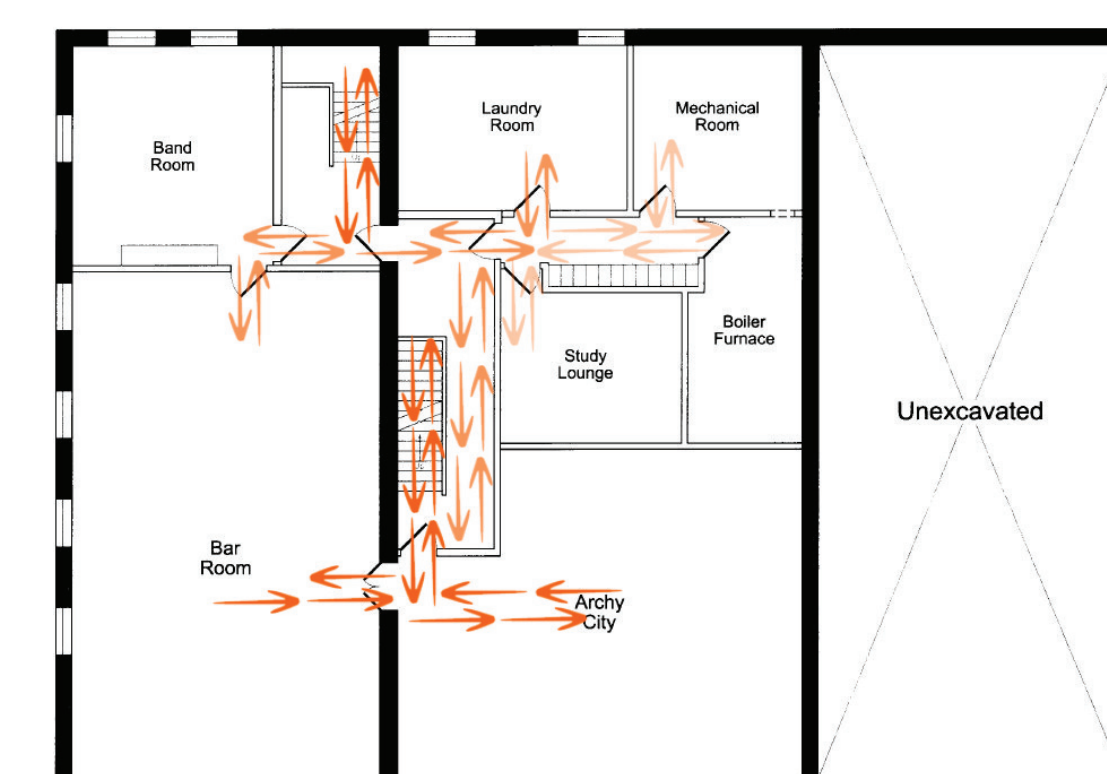 Laundry
Room
Mechanical
Room
Band
Room
Boiler
Furnace
Study
Lounge
Unexcavated
Bar
Room
Archy
City